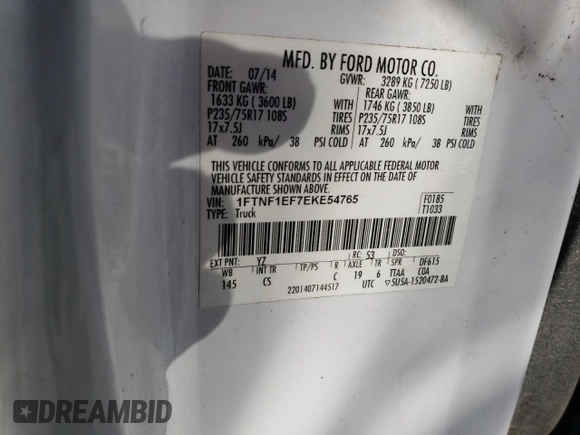 MFD. BY FORD MOTOR CO.
DATE: 07/14 GVWR: 3289 KG ( 7250 LB)
FRONT GAWR: REAR GAWR:
1633 KG ( 3600 LB) WITH 1746 KG ( 3850 LB) WITH
P235/75R17 108S TIRES P235/75R17 108S TIRES
17x7.5J RIMS 17x7.5J RIMS
AT 260 kPa/ 38 PSI COLD AT 260 kPa/ 38 PSI COLD
THIS VEHICLE CONFORMS TO ALL APPLICABLE FEDERAL MOTOR
VEHICLE SAFETY STANDARDS IN EFFECT ON THE DATE OF
MANUFACTURE SHOWN ABOVE.
VIN: 1FTNF1EF7EKE54765 F0185
TYPE: Truck T1033
EXT PNT: YZ RC: 53 DSO:
WB INT TR TP/PS R AXLE TR SPR DF615
145 CS C 19 6 TTAA C0A
2201407144517 UTC ▽5U5A-1520472-BA
DREAMBID